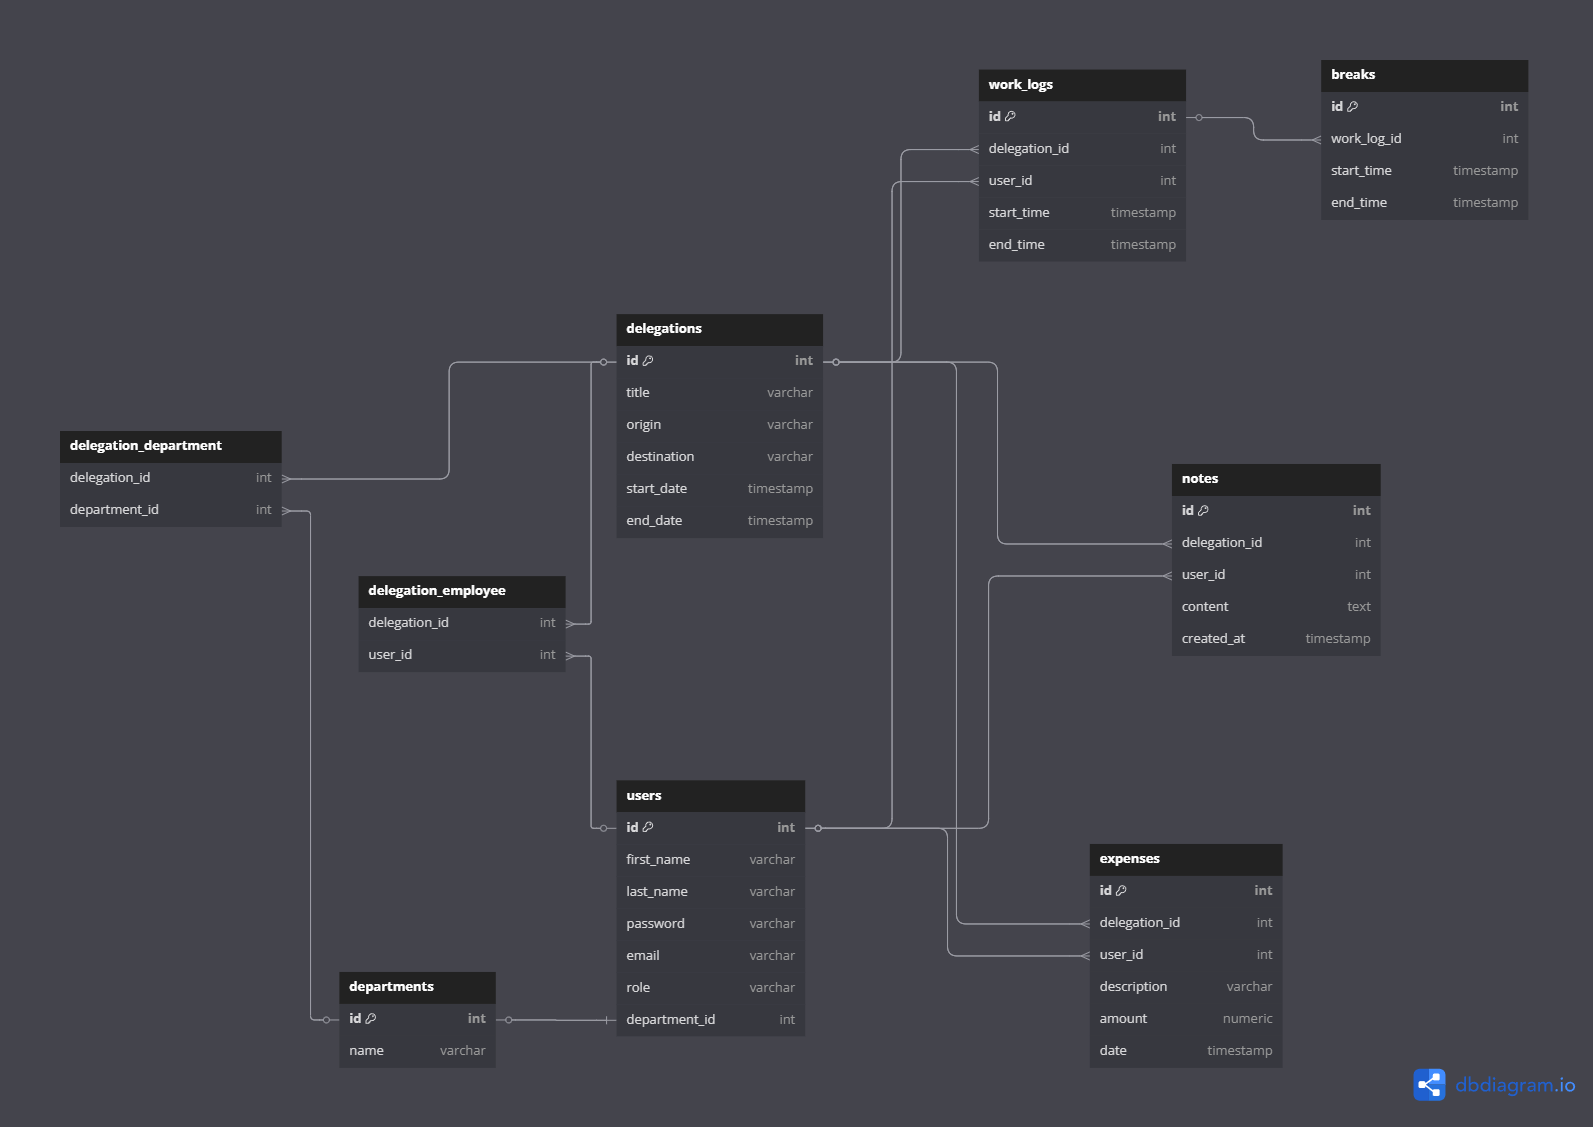 work_logs
id int
delegation_id int
user_id int
start_time timestamp
end_time timestamp
breaks
id int
work_log_id int
start_time timestamp
end_time timestamp
delegations
id int
title varchar
origin varchar
destination varchar
start_date timestamp
end_date timestamp
delegation_department
delegation_id int
department_id int
notes
id int
delegation_id int
user_id int
content text
created_at timestamp
delegation_employee
delegation_id int
user_id int
users
id int
first_name varchar
last_name varchar
password varchar
email varchar
role varchar
department_id int
expenses
id int
delegation_id int
user_id int
description varchar
amount numeric
date timestamp
departments
id int
name varchar
dbdiagram.io